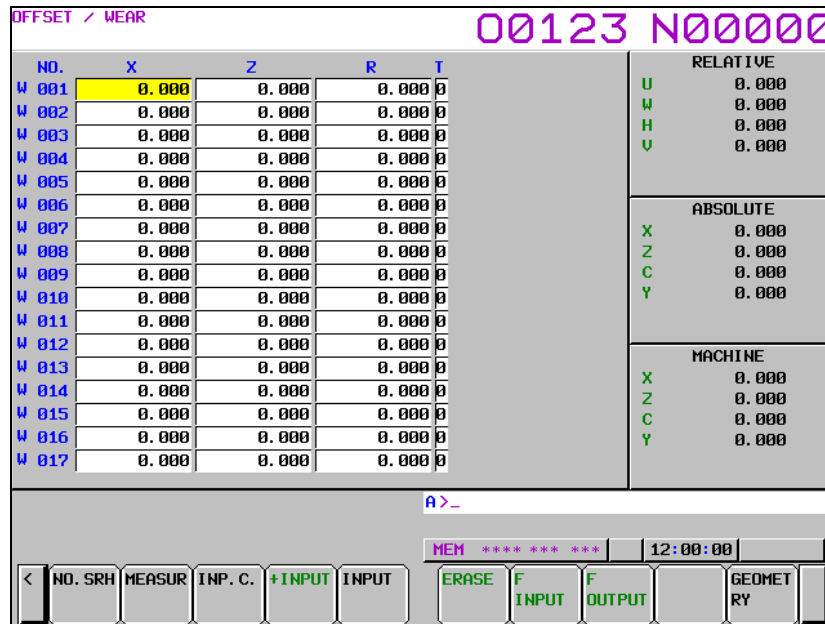 OFFSET / WEAR
O0123 N00000
NO. X Z R T
W 001 0.000 0.000 0.000 0
W 002 0.000 0.000 0.000 0
W 003 0.000 0.000 0.000 0
W 004 0.000 0.000 0.000 0
W 005 0.000 0.000 0.000 0
W 006 0.000 0.000 0.000 0
W 007 0.000 0.000 0.000 0
W 008 0.000 0.000 0.000 0
W 009 0.000 0.000 0.000 0
W 010 0.000 0.000 0.000 0
W 011 0.000 0.000 0.000 0
W 012 0.000 0.000 0.000 0
W 013 0.000 0.000 0.000 0
W 014 0.000 0.000 0.000 0
W 015 0.000 0.000 0.000 0
W 016 0.000 0.000 0.000 0
W 017 0.000 0.000 0.000 0
RELATIVE
U 0.000
W 0.000
H 0.000
V 0.000
ABSOLUTE
X 0.000
Z 0.000
C 0.000
Y 0.000
MACHINE
X 0.000
Z 0.000
C 0.000
Y 0.000
A>_
MEM **** *** *** 12:00:00
< NO.SRH MEASUR INP.C. +INPUT INPUT ERASE F INPUT F OUTPUT GEOMET
RY